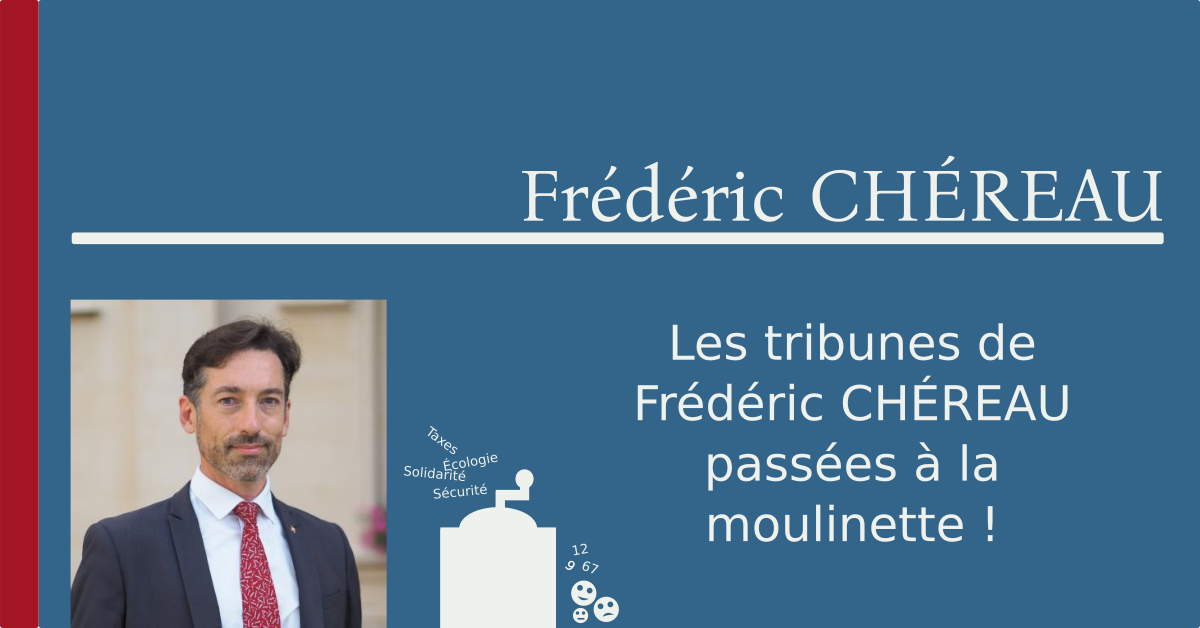 Frédéric CHÉREAU
Les tribunes de
Frédéric CHÉREAU
passées à la
moulinette !
Taxes
Écologie
Solidarité
Sécurité
12
9 67